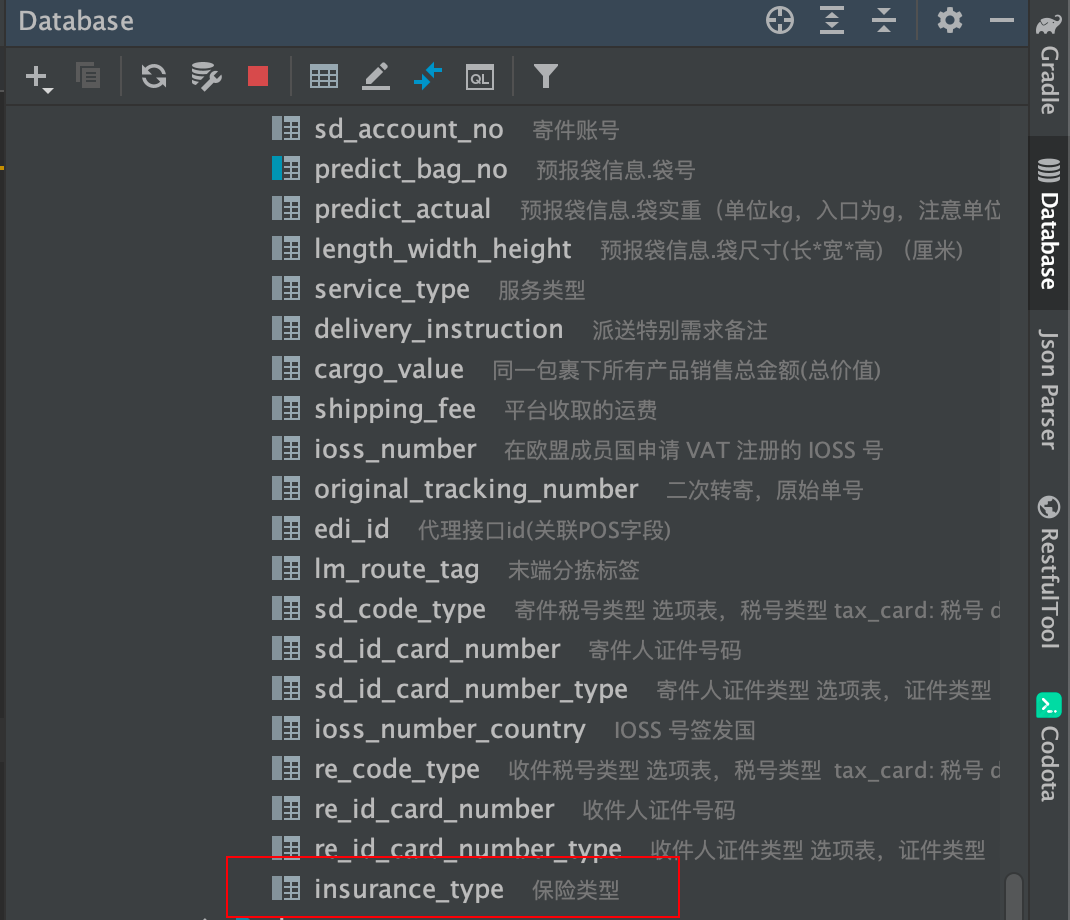 Database
QL
sd_account_no 寄件账号
predict_bag_no 预报袋信息.袋号
predict_actual 预报袋信息.袋实重（单位kg，入口为g，注意单位
length_width_height 预报袋信息.袋尺寸(长*宽*高）（厘米）
service_type 服务类型
delivery_instruction 派送特别需求备注
cargo_value 同一包裹下所有产品销售总金额(总价值)
shipping_fee 平台收取的运费
ioss_number 在欧盟成员国申请 VAT 注册的 IOSS 号
original_tracking_number 二次转寄，原始单号
edi_id 代理接口id(关联POS字段)
lm_route_tag 末端分拣标签
sd_code_type 寄件税号类型 选项表，税号类型 tax_card: 税号 d
sd_id_card_number 寄件人证件号码
sd_id_card_number_type 寄件人证件类型 选项表，证件类型
ioss_number_country IOSS 号签发国
re_code_type 收件税号类型 选项表，税号类型 tax_card: 税号 d
re_id_card_number 收件人证件号码
re_id_card_number_type 收件人证件类型 选项表，证件类型
insurance_type 保险类型
Gradle
Database
Json Parser
RestfulTool
Codota